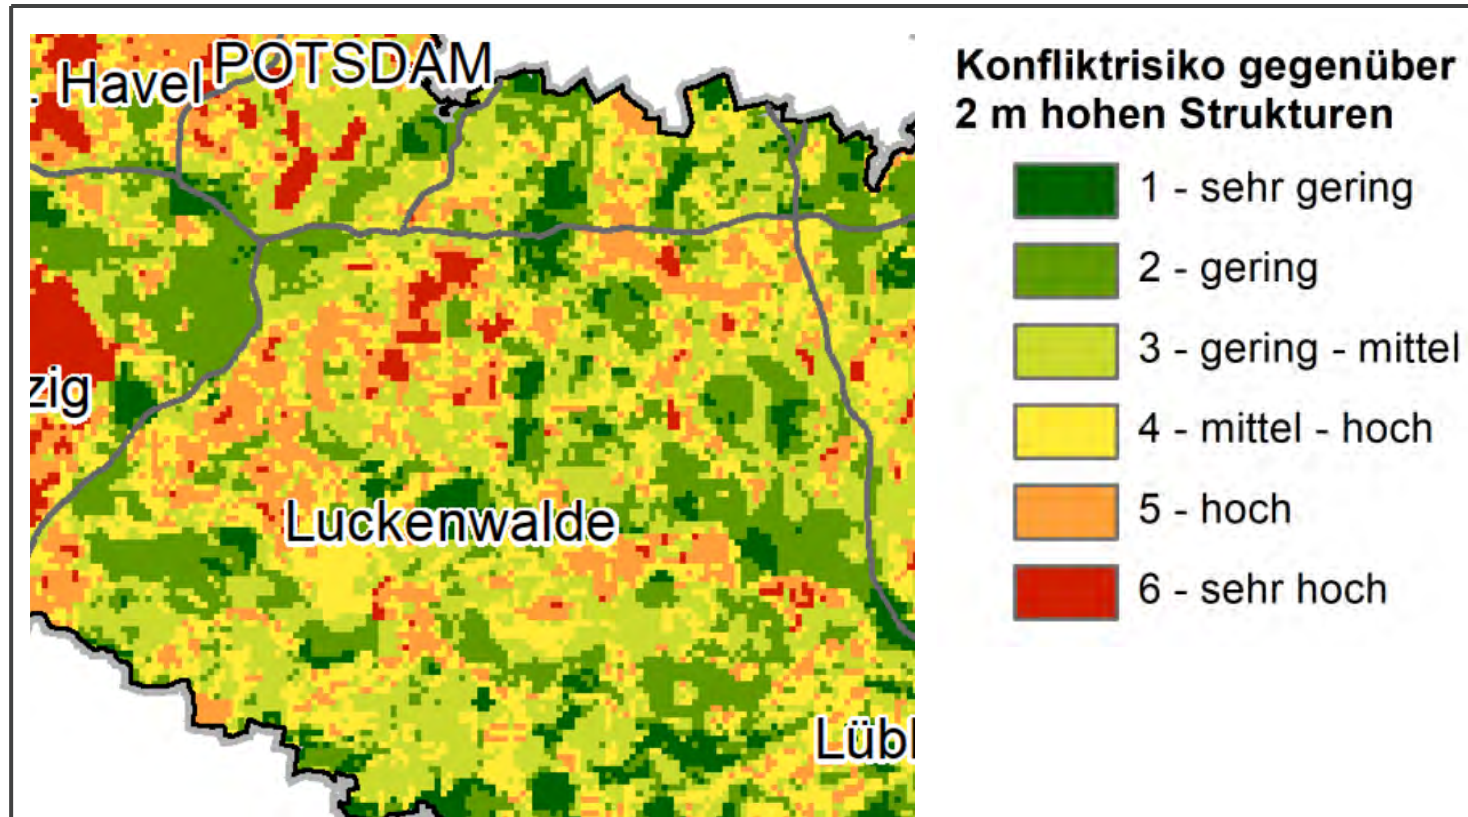 POTSDAM
. Havel
zig
Luckenwalde
Lübl
Konfliktrisiko gegenüber
2 m hohen Strukturen
1 - sehr gering
2 - gering
3 - gering - mittel
4 - mittel - hoch
5 - hoch
6 - sehr hoch